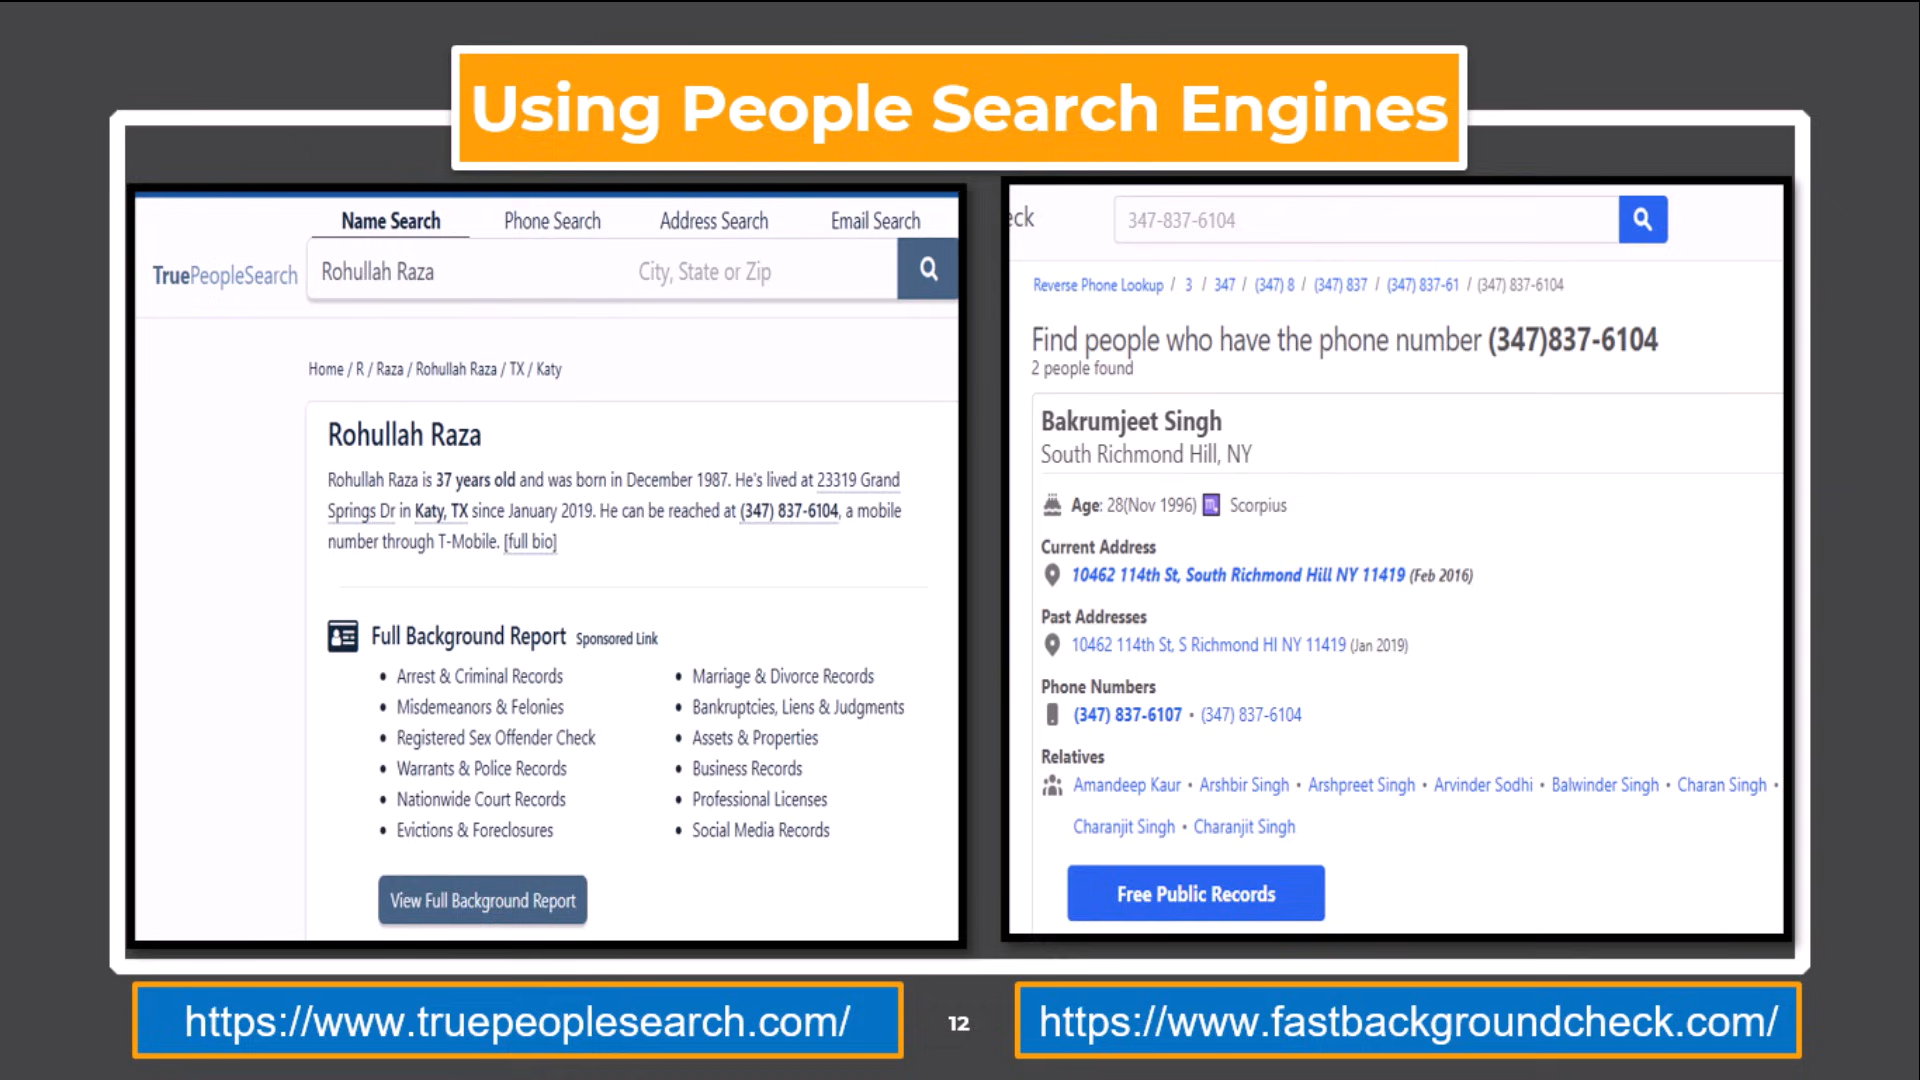 Using People Search Engines
Name Search Phone Search Address Search Email Search
TruePeopleSearch Rohullah Raza City, State or Zip
Home / R / Raza / Rohullah Raza / TX / Katy
Rohullah Raza
Rohullah Raza is 37 years old and was born in December 1987. He's lived at 23319 Grand
Springs Dr in Katy, TX since January 2019. He can be reached at (347) 837-6104, a mobile
number through T-Mobile. [full bio]
Full Background Report Sponsored Link
• Arrest & Criminal Records
• Misdemeanors & Felonies
• Registered Sex Offender Check
• Warrants & Police Records
• Nationwide Court Records
• Evictions & Foreclosures
• Marriage & Divorce Records
• Bankruptcies, Liens & Judgments
• Assets & Properties
• Business Records
• Professional Licenses
• Social Media Records
View Full Background Report
https://www.truepeoplesearch.com/
eck 347-837-6104
Reverse Phone Lookup / 3 / 347 / (347) 8 / (347) 837 / (347) 837-61 / (347) 837-6104
Find people who have the phone number (347)837-6104
2 people found
Bakrumjeet Singh
South Richmond Hill, NY
Age: 28(Nov 1996) ♏ Scorpius
Current Address
10462 114th St, South Richmond Hill NY 11419 (Feb 2016)
Past Addresses
10462 114th St, S Richmond Hl NY 11419 (Jan 2019)
Phone Numbers
(347) 837-6107 • (347) 837-6104
Relatives
Amandeep Kaur • Arshbir Singh • Arshpreet Singh • Arvinder Sodhi • Balwinder Singh • Charan Singh •
Charanjit Singh • Charanjit Singh
Free Public Records
12
https://www.fastbackgroundcheck.com/